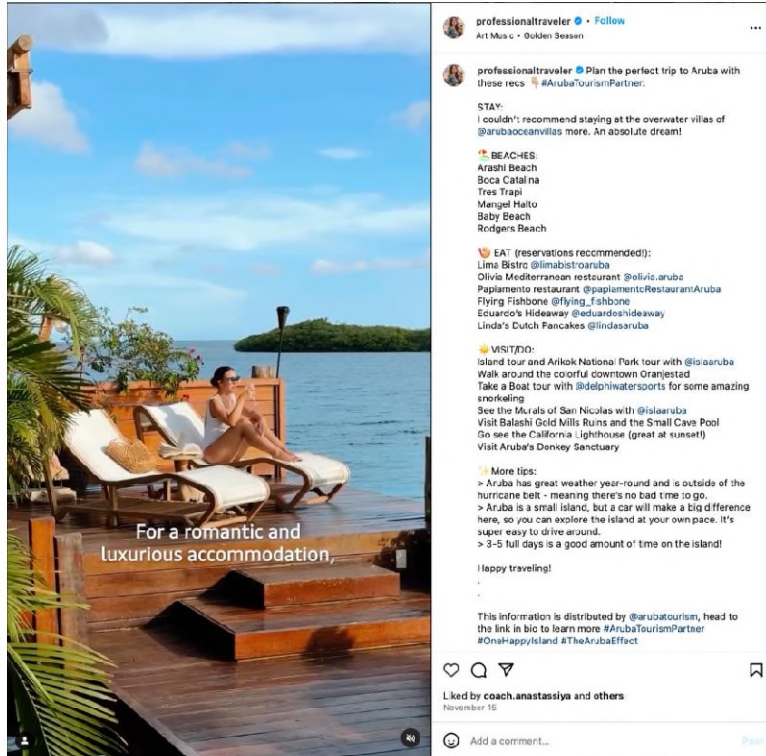 professionaltraveler • Follow
Art Music • Golden Season
professionaltraveler Plan the perfect trip to Aruba with
these recs 👇🏼 #ArubaTourismPartner:
STAY:
I couldn't recommend staying at the overwater villas of
@arubaoceanvillas more. An absolute dream!
🏖️BEACHES:
Arashi Beach
Boca Catalina
Tres Trapi
Mangel Halto
Baby Beach
Rodgers Beach
🍤 EAT (reservations recommended!):
Lima Bistro @limabistroaruba
Olivia Mediterranean restaurant @olivia.aruba
Papiamento restaurant @papiamentoRestaurantAruba
Flying Fishbone @flying_fishbone
Eduardo's Hideaway @eduardoshideaway
Linda's Dutch Pancakes @lindasaruba
☀️VISIT/DO:
Island tour and Arikok National Park tour with @islaaruba
Walk around the colorful downtown Oranjestad
Take a Boat tour with @delphiwatersports for some amazing
snorkeling
See the Murals of San Nicolas with @islaaruba
Visit Balashi Gold Mills Ruins and the Small Cave Pool
Go see the California Lighthouse (great at sunset!)
Visit Aruba's Donkey Sanctuary
✨More tips:
> Aruba has great weather year-round and is outside of the
hurricane belt - meaning there's no bad time to go.
> Aruba is a small island, but a car will make a big difference
here, so you can explore the island at your own pace. It's
super easy to drive around.
> 3-5 full days is a good amount of time on the island!
Happy traveling!
.
.
This information is distributed by @arubatourism, head to
the link in bio to learn more #ArubaTourismPartner
#OneHappyIsland #TheArubaEffect
Liked by coach.anastassiya and others
November 15
Add a comment...
Post
For a romantic and
luxurious accommodation,